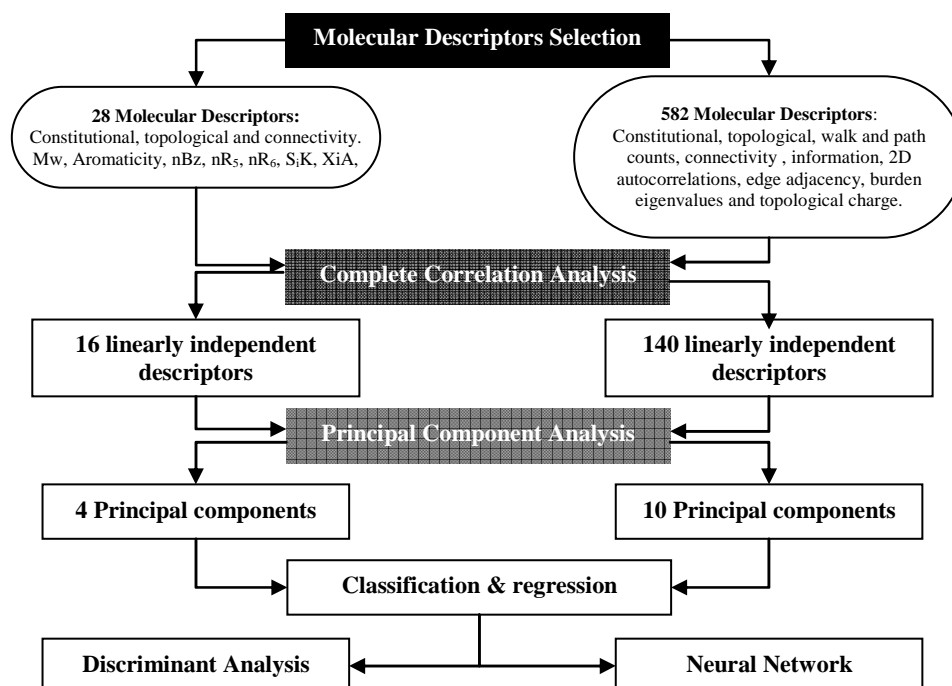 Molecular Descriptors Selection
28 Molecular Descriptors:
Constitutional, topological and connectivity.
Mw, Aromaticity, nBz, nR₅, nR₆, SᵢK, XiA,
582 Molecular Descriptors:
Constitutional, topological, walk and path
counts, connectivity , information, 2D
autocorrelations, edge adjacency, burden
eigenvalues and topological charge.
Complete Correlation Analysis
16 linearly independent
descriptors
140 linearly independent
descriptors
Principal Component Analysis
4 Principal components
10 Principal components
Classification & regression
Discriminant Analysis
Neural Network